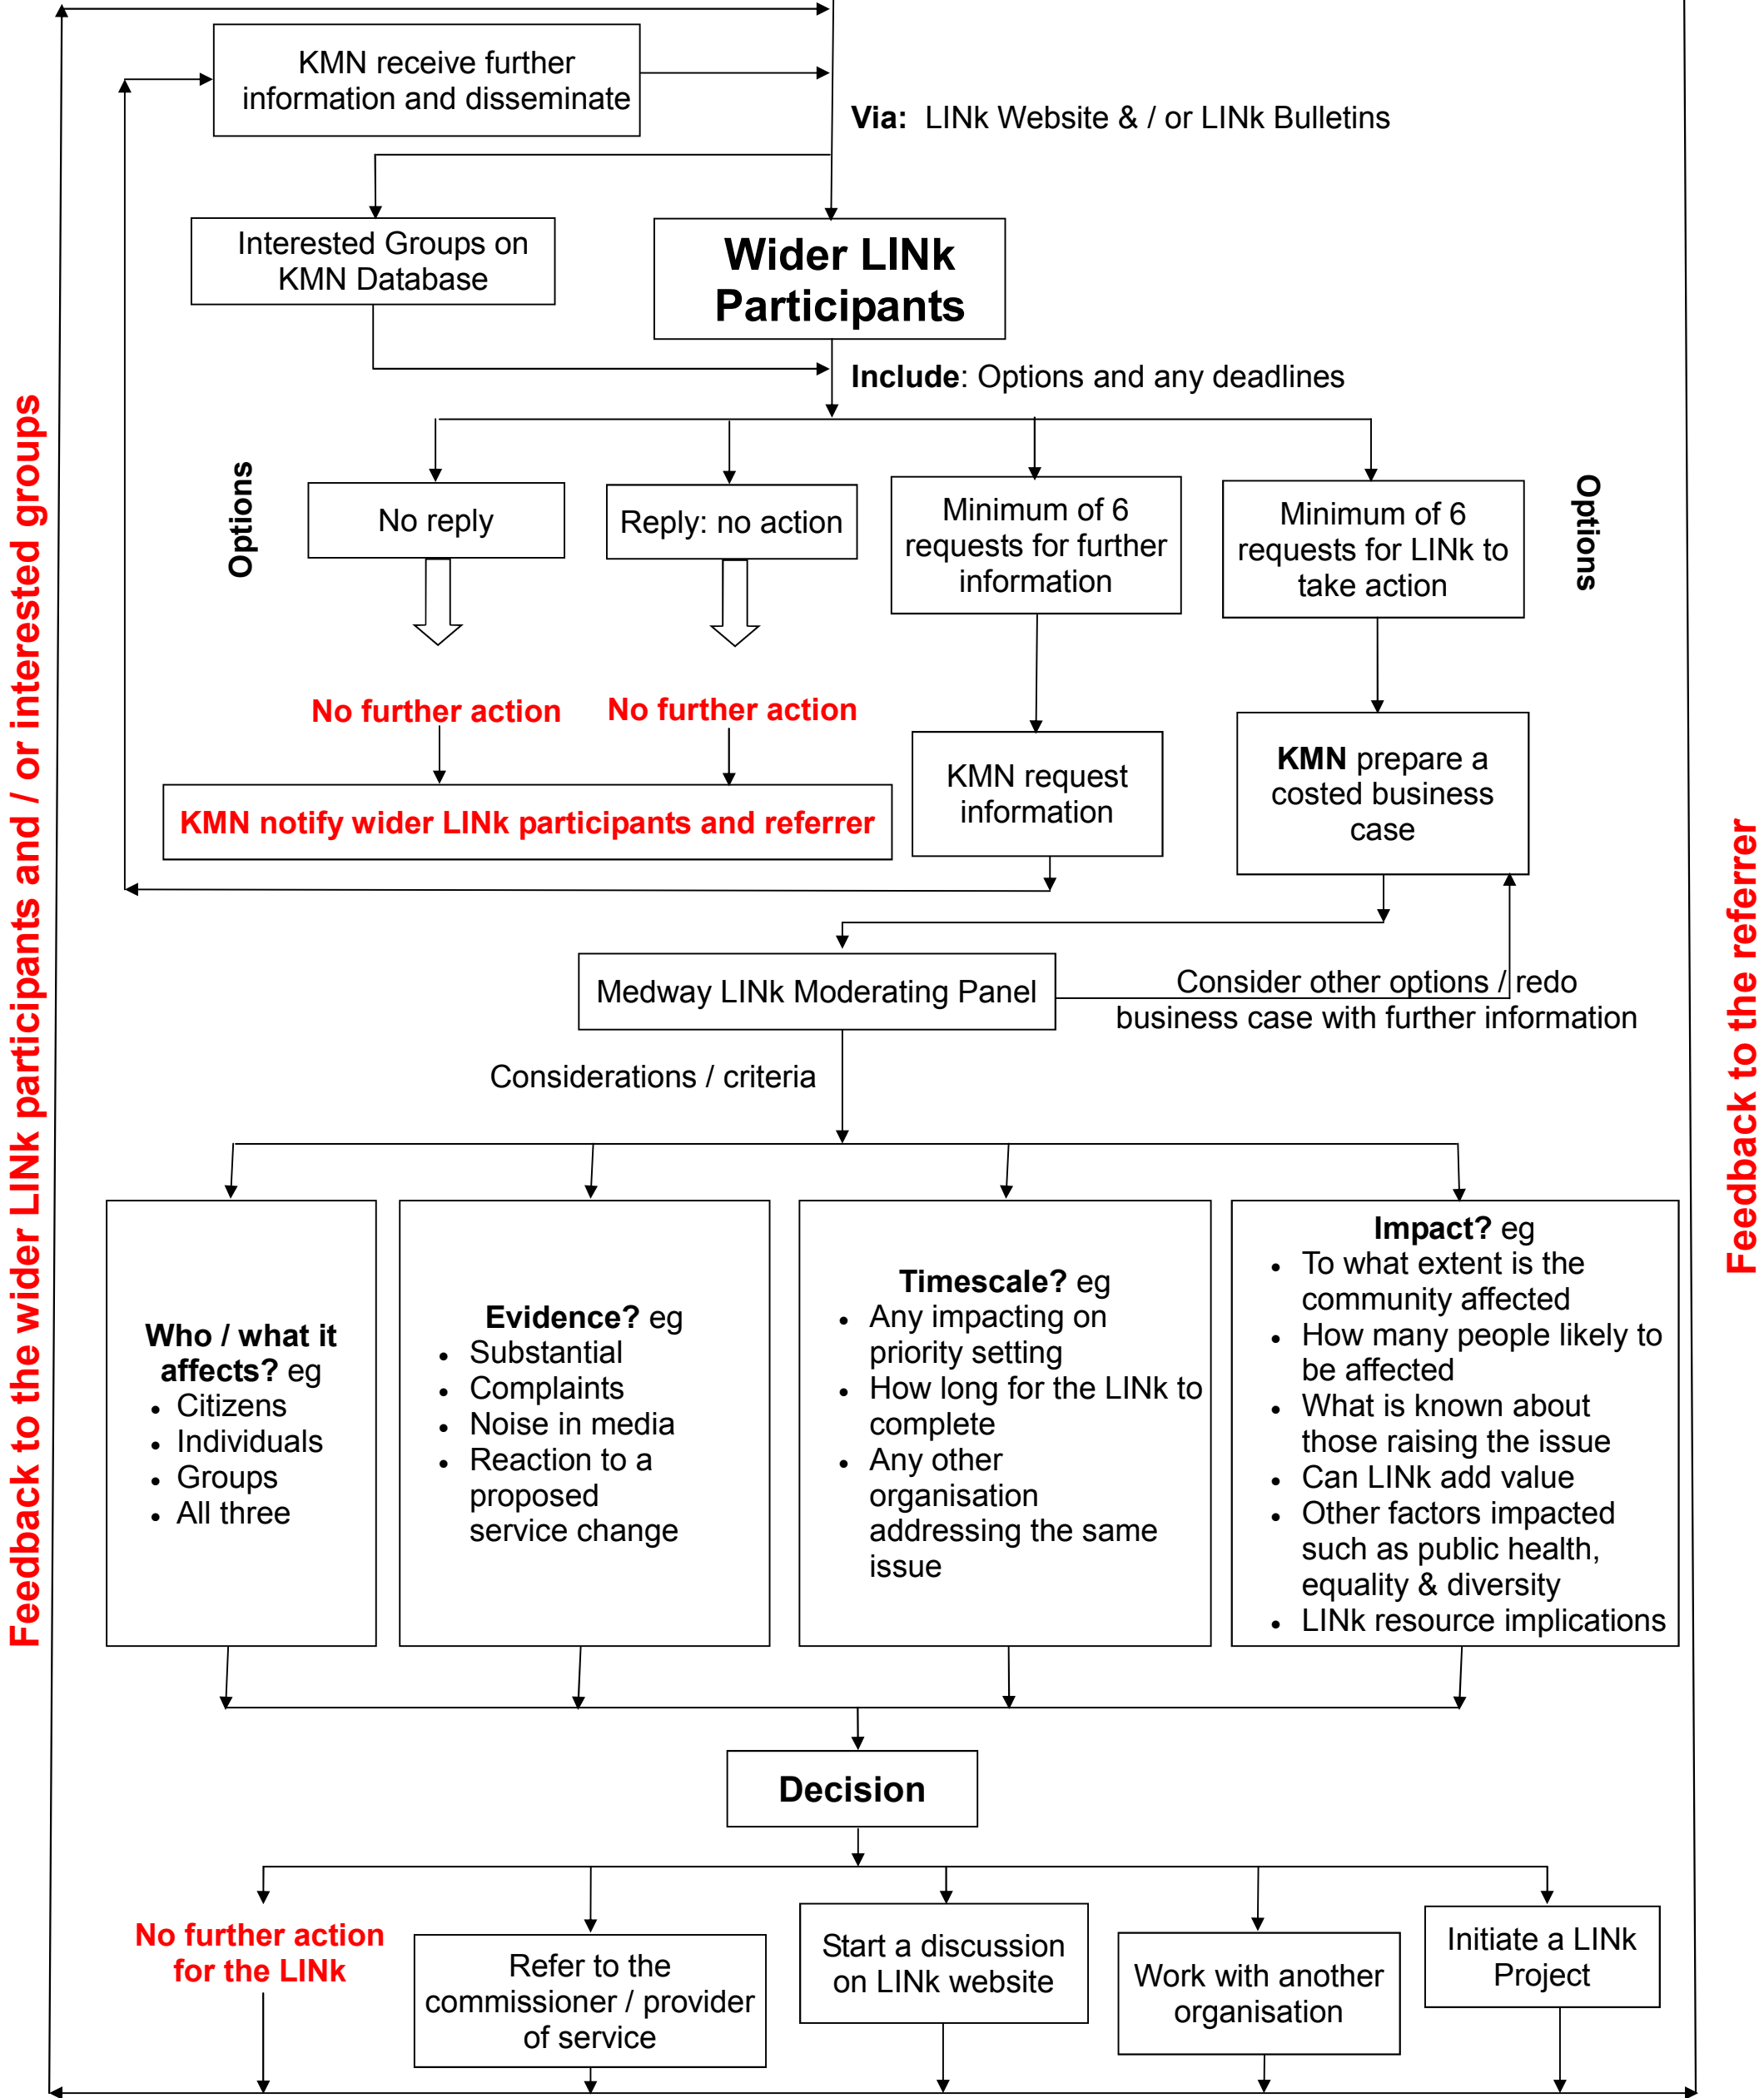 KMN receive further
information and disseminate
Via: LINk Website & / or LINk Bulletins
Interested Groups on
KMN Database
Wider LINk
Participants
Include: Options and any deadlines
Options
No reply
Reply: no action
Minimum of 6
requests for further
information
Minimum of 6
requests for LINk to
take action
Options
No further action
No further action
KMN notify wider LINk participants and referrer
KMN request
information
KMN prepare a
costed business
case
Medway LINk Moderating Panel
Consider other options / redo
business case with further information
Considerations / criteria
Who / what it
affects? eg
• Citizens
• Individuals
• Groups
• All three
Evidence? eg
• Substantial
• Complaints
• Noise in media
• Reaction to a
proposed
service change
Timescale? eg
• Any impacting on
priority setting
• How long for the LINk to
complete
• Any other
organisation
addressing the same
issue
Impact? eg
• To what extent is the
community affected
• How many people likely to
be affected
• What is known about
those raising the issue
• Can LINk add value
• Other factors impacted
such as public health,
equality & diversity
• LINk resource implications
Decision
No further action
for the LINk
Refer to the
commissioner / provider
of service
Start a discussion
on LINk website
Work with another
organisation
Initiate a LINk
Project
Feedback to the wider LINk participants and / or interested groups
Feedback to the referrer